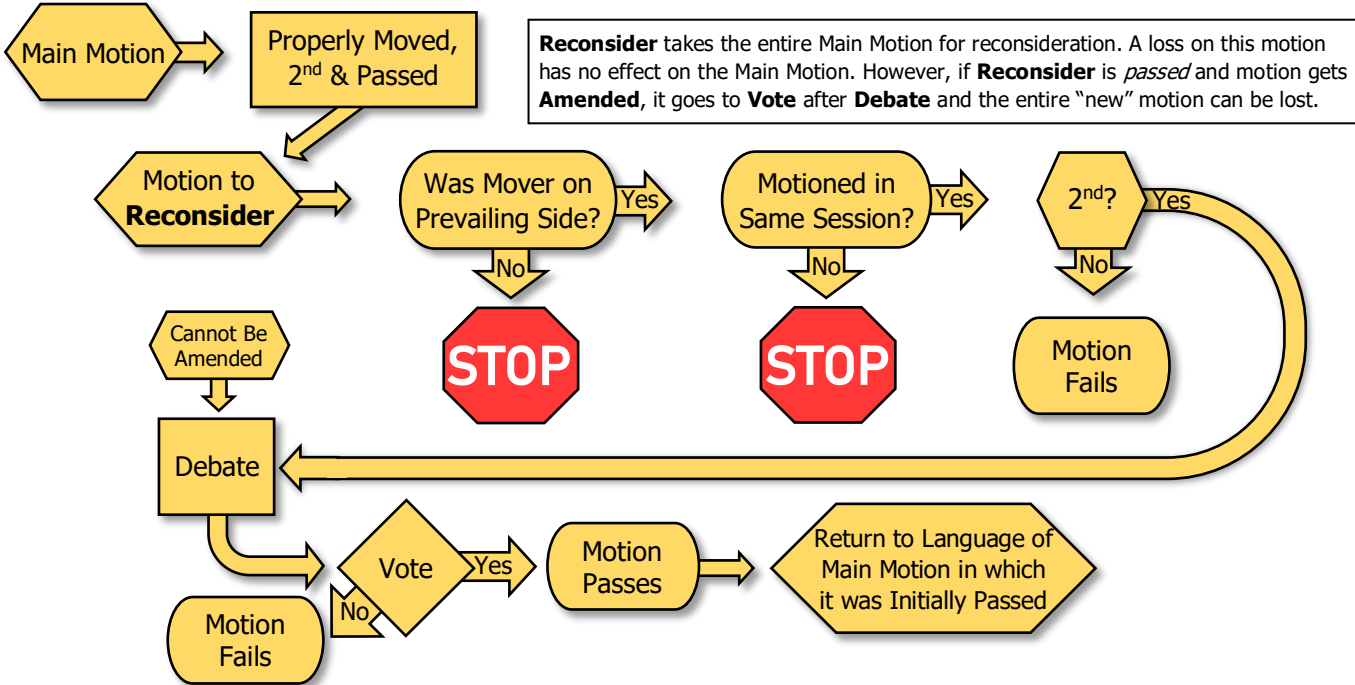 Main Motion
Properly Moved,
2nd & Passed
Reconsider takes the entire Main Motion for reconsideration. A loss on this motion
has no effect on the Main Motion. However, if Reconsider is passed and motion gets
Amended, it goes to Vote after Debate and the entire “new” motion can be lost.
Motion to
Reconsider
Was Mover on
Prevailing Side?
Yes
No
STOP
Motioned in
Same Session?
Yes
No
STOP
2nd?
Yes
No
Motion
Fails
Cannot Be
Amended
Debate
Vote
Yes
No
Motion
Fails
Motion
Passes
Return to Language of
Main Motion in which
it was Initially Passed